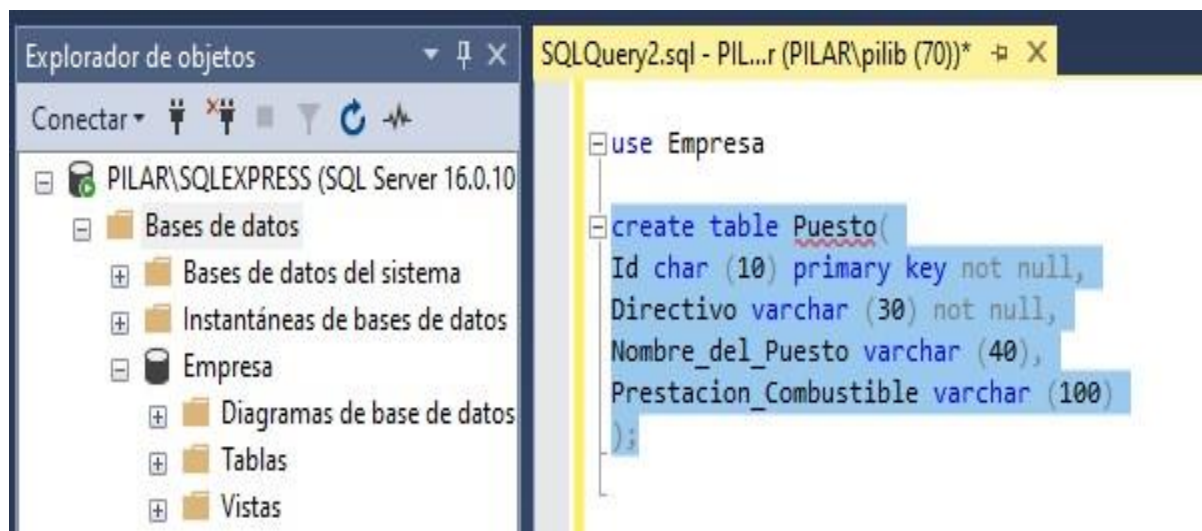 Explorador de objetos
Conectar
PILAR\SQLEXPRESS (SQL Server 16.0.10
Bases de datos
Bases de datos del sistema
Instantáneas de bases de datos
Empresa
Diagramas de base de datos
Tablas
Vistas
SQLQuery2.sql - PIL...r (PILAR\pilib (70))*
use Empresa
create table Puesto(
Id char (10) primary key not null,
Directivo varchar (30) not null,
Nombre_del_Puesto varchar (40),
Prestacion_Combustible varchar (100)
);